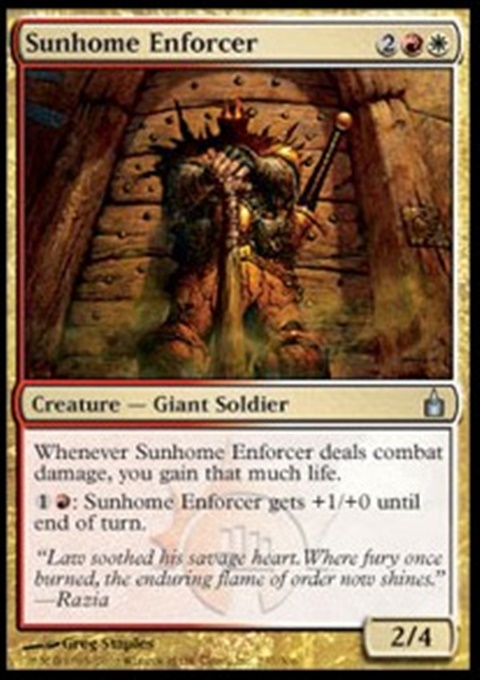 Sunhome Enforcer 2
Creature — Giant Soldier
Whenever Sunhome Enforcer deals combat
damage, you gain that much life.
1 : Sunhome Enforcer gets +1/+0 until
end of turn.
"Law soothed his savage heart. Where fury once
burned, the enduring flame of order now shines."
—Razia
2/4
Greg Staples